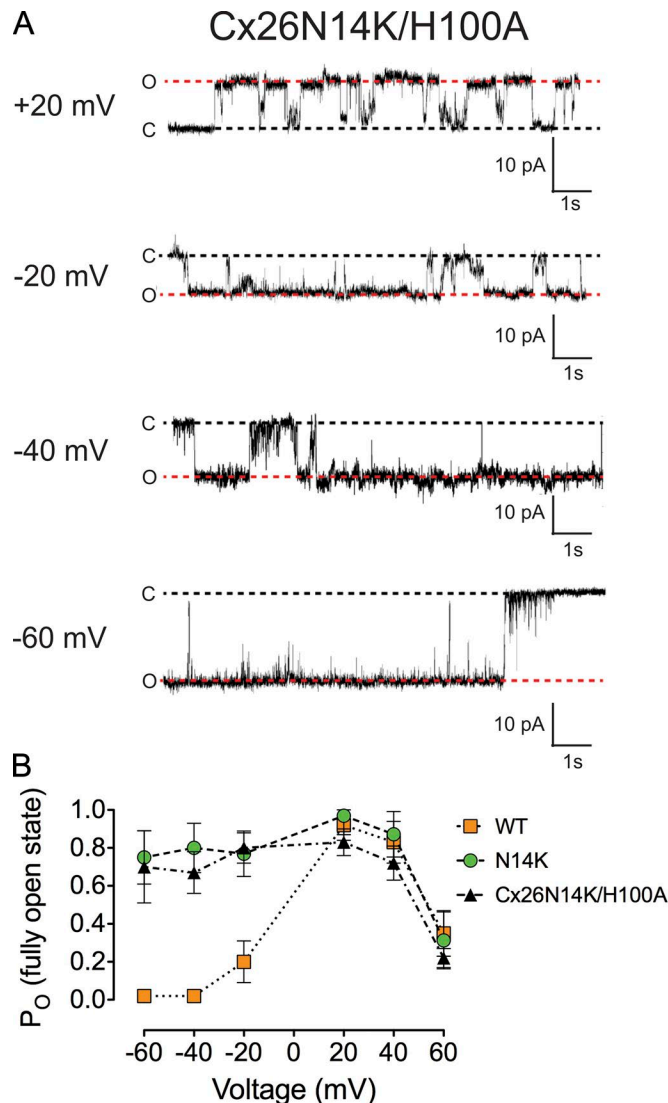 A
Cx26N14K/H100A
+20 mV
O
C
10 pA
1s
-20 mV
C
O
10 pA
1s
-40 mV
C
O
10 pA
1s
-60 mV
C
O
10 pA
1s
B
P_O (fully open state)
1.0
0.8
0.6
0.4
0.2
0.0
-60 -40 -20 0 20 40 60
Voltage (mV)
WT
N14K
Cx26N14K/H100A